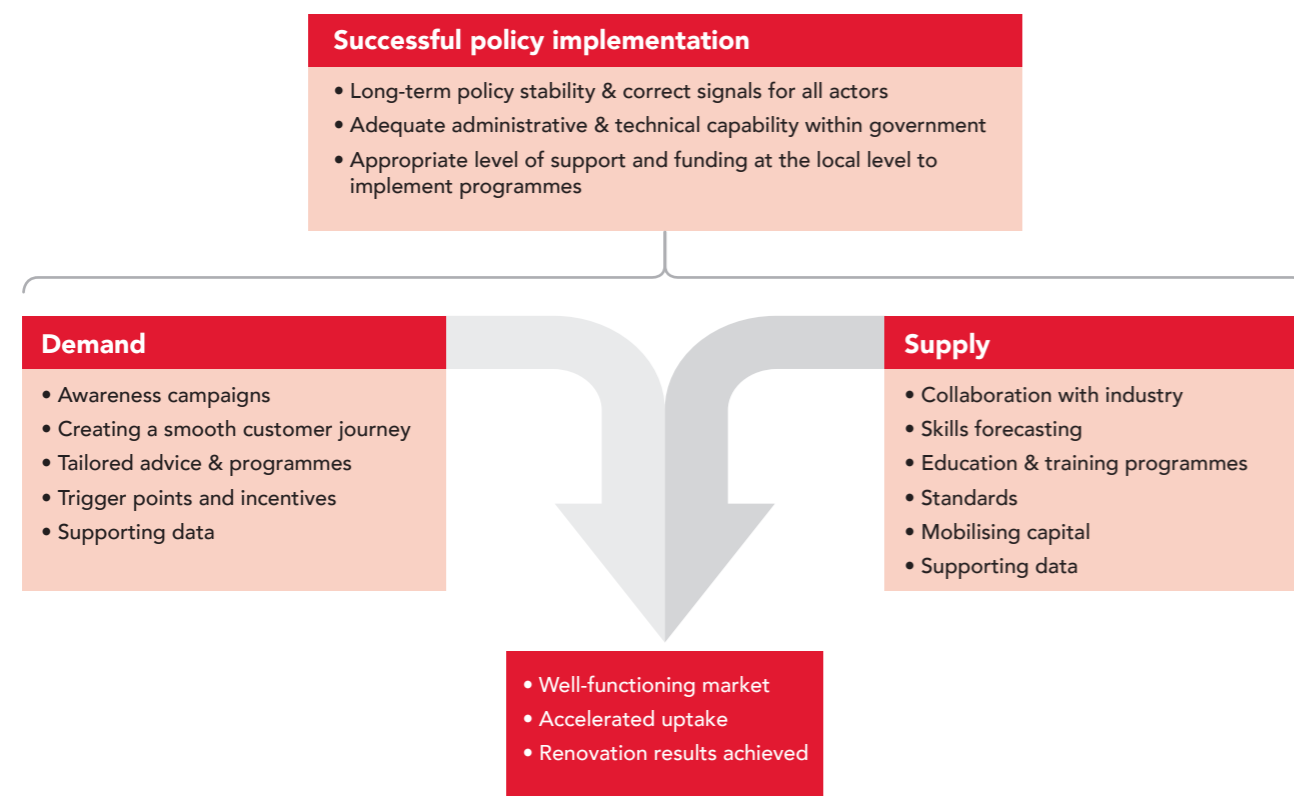 Successful policy implementation
• Long-term policy stability & correct signals for all actors
• Adequate administrative & technical capability within government
• Appropriate level of support and funding at the local level to
implement programmes
Demand
• Awareness campaigns
• Creating a smooth customer journey
• Tailored advice & programmes
• Trigger points and incentives
• Supporting data
Supply
• Collaboration with industry
• Skills forecasting
• Education & training programmes
• Standards
• Mobilising capital
• Supporting data
• Well-functioning market
• Accelerated uptake
• Renovation results achieved